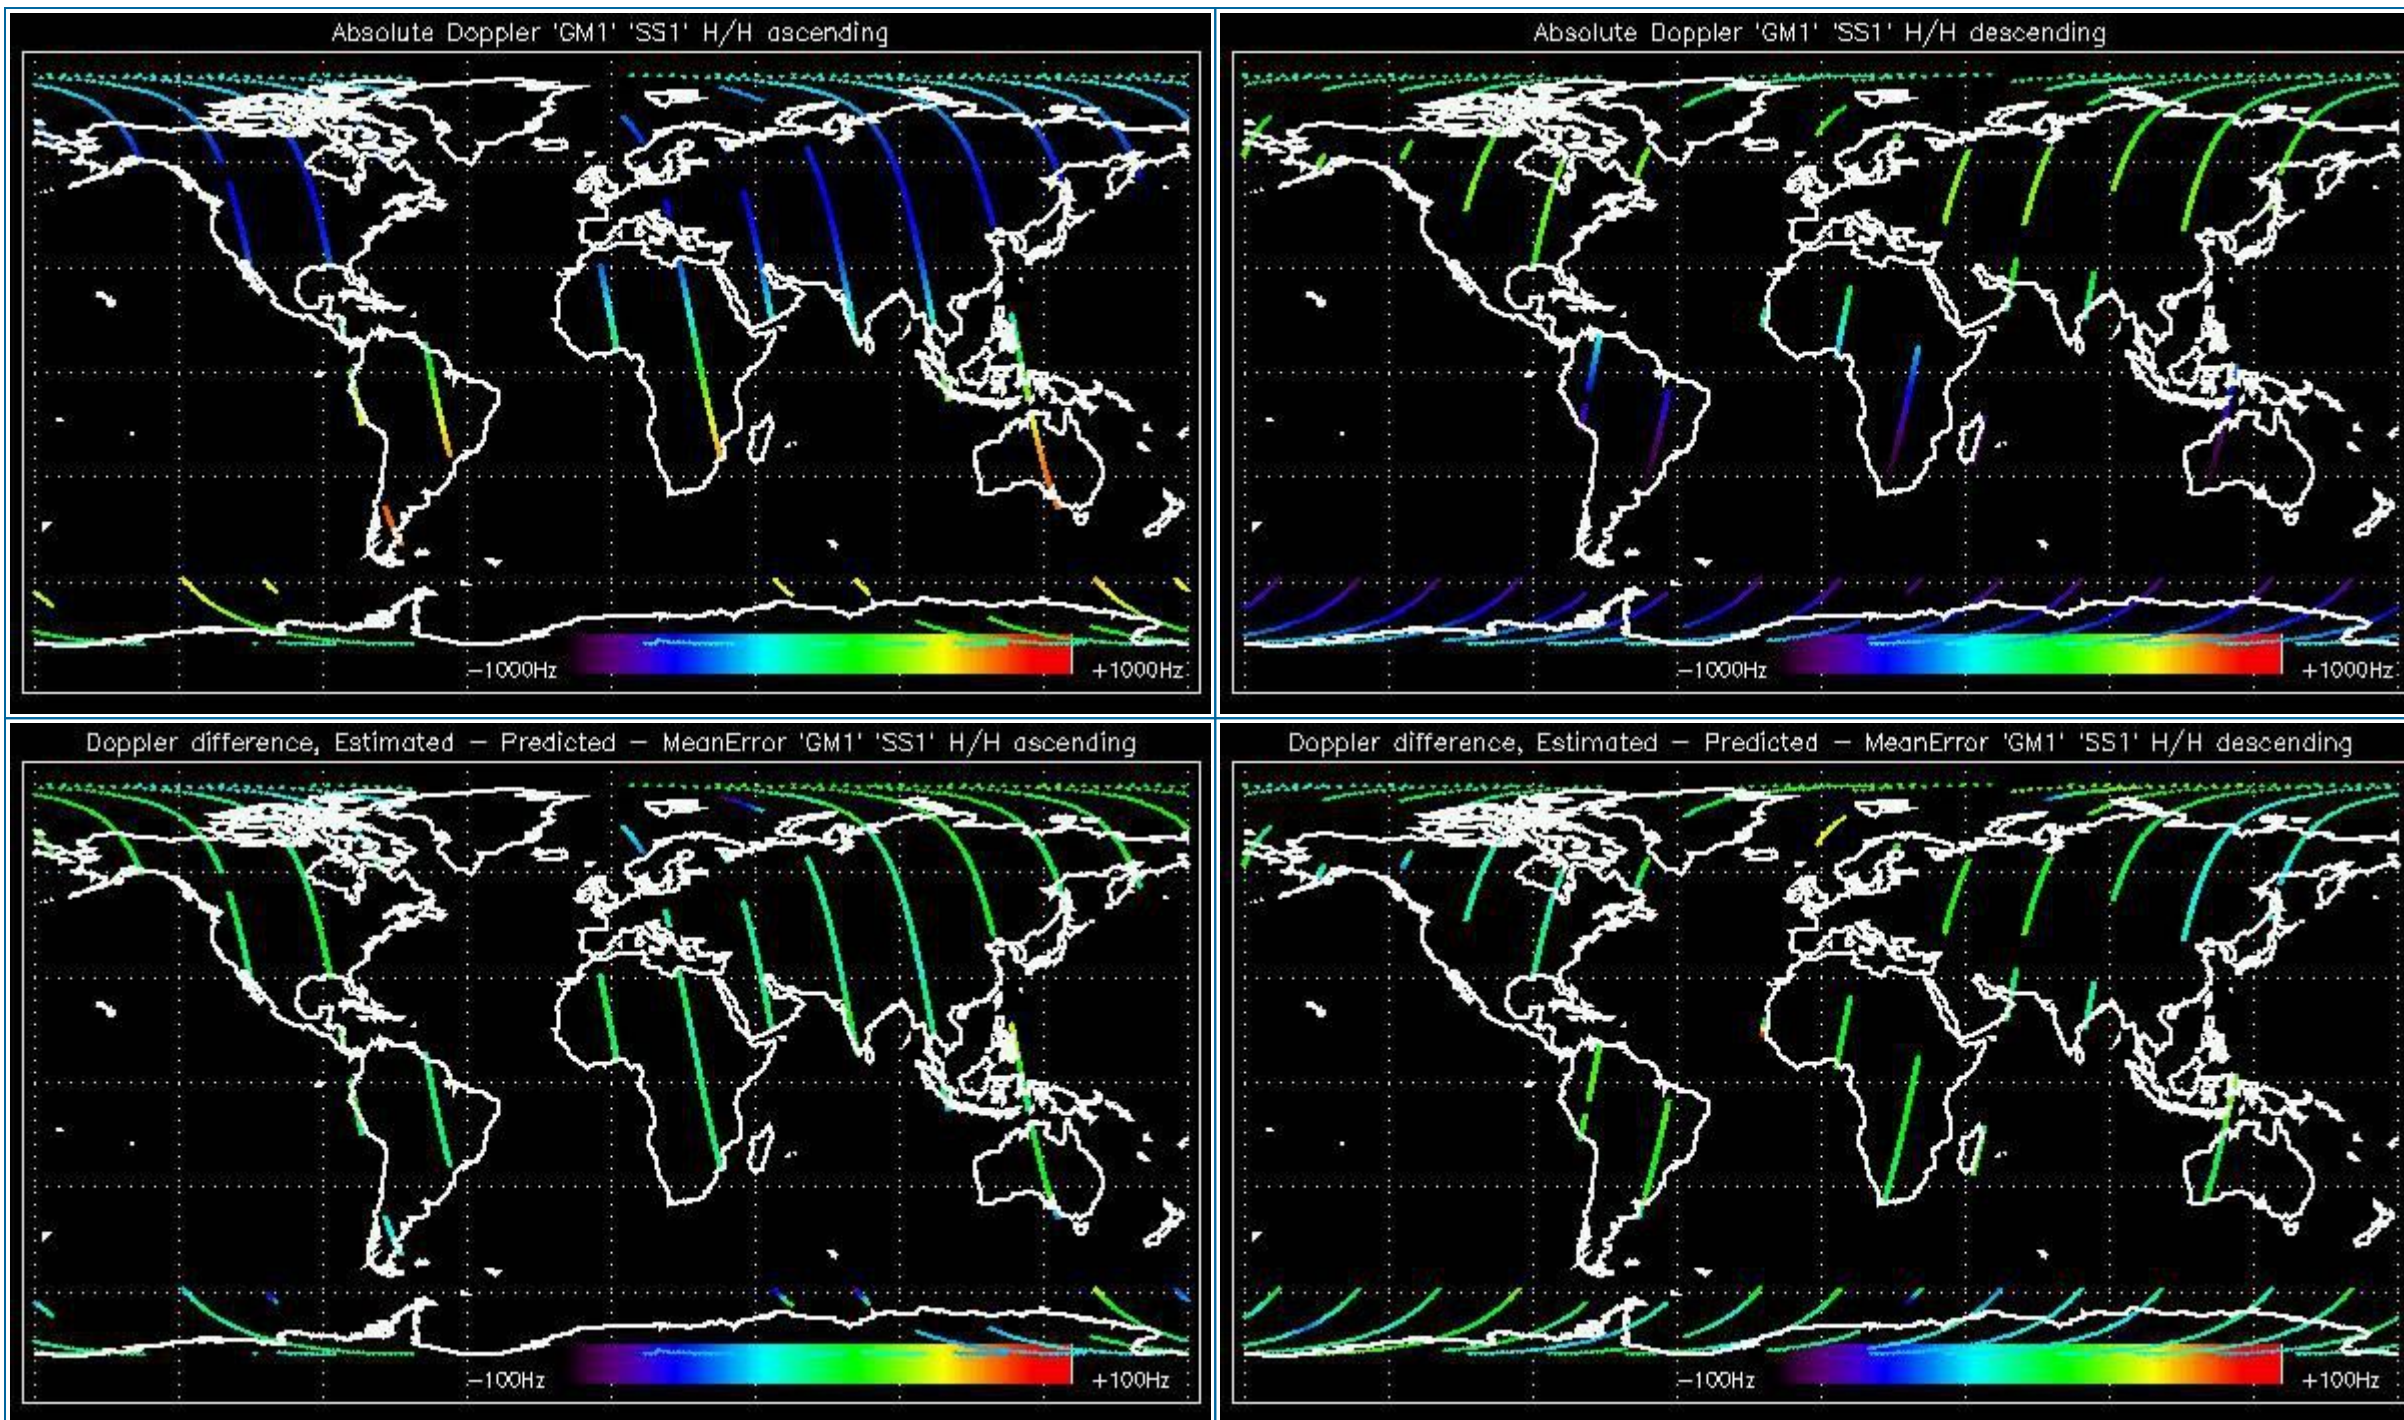 Absolute Doppler 'GM1' 'SS1' H/H ascending
−1000Hz
+1000Hz
Absolute Doppler 'GM1' 'SS1' H/H descending
−1000Hz
+1000Hz
Doppler difference, Estimated − Predicted − MeanError 'GM1' 'SS1' H/H ascending
−100Hz
+100Hz
Doppler difference, Estimated − Predicted − MeanError 'GM1' 'SS1' H/H descending
−100Hz
+100Hz